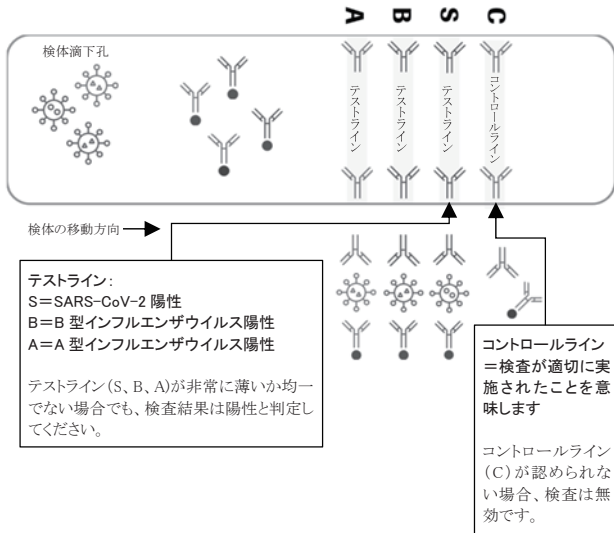 A B S C
検体滴下孔
テストライン
テストライン
テストライン
コントロールライン
検体の移動方向
テストライン:
S=SARS-CoV-2 陽性
B=B 型インフルエンザウイルス陽性
A=A 型インフルエンザウイルス陽性
テストライン(S、B、A)が非常に薄いか均一
でない場合でも、検査結果は陽性と判定し
てください。
コントロールライン
=検査が適切に実
施されたことを意
味します
コントロールライン
(C)が認められな
い場合、検査は無
効です。